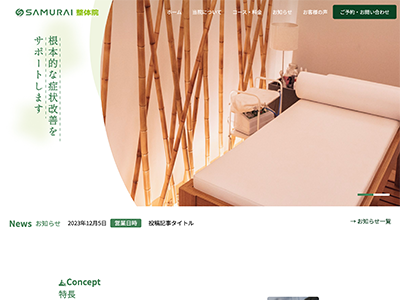 SAMURAI 整体院
ホーム 当院について コース・料金 お知らせ お客様の声 ご予約・お問い合わせ
根本的な症状改善を
サポートします
News お知らせ 2023年12月5日 営業日時 投稿記事タイトル → お知らせ一覧
Concept
特長